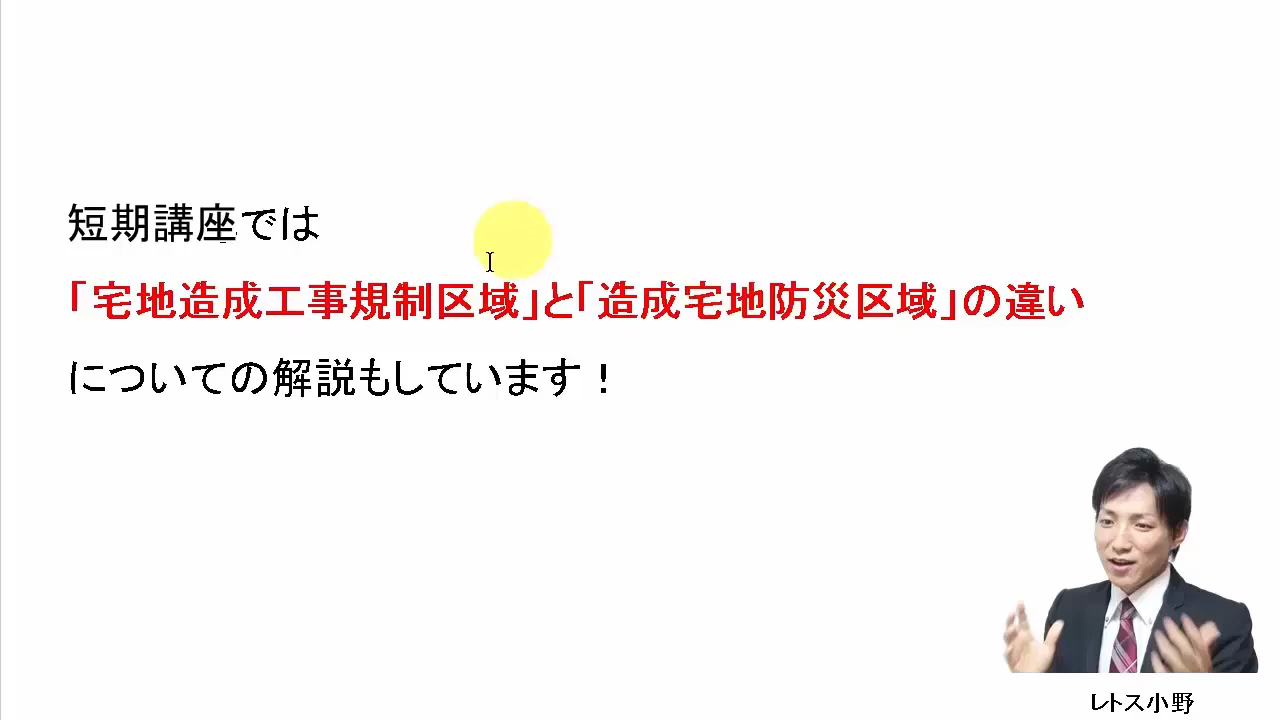 短期講座では
「宅地造成工事規制区域」と「造成宅地防災区域」の違い
についての解説もしています！
レトス小野